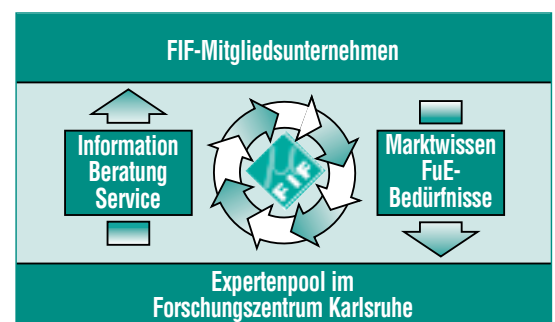 FIF-Mitgliedsunternehmen
Information
Beratung
Service
μ
FIF
Marktwissen
FuE-
Bedürfnisse
Expertenpool im
Forschungszentrum Karlsruhe